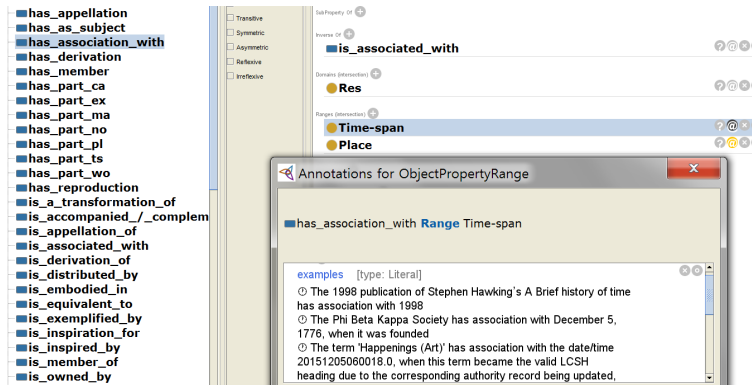 has_appellation
has_as_subject
has_association_with
has_derivation
has_member
has_part_ca
has_part_ex
has_part_ma
has_part_no
has_part_pl
has_part_ts
has_part_wo
has_reproduction
is_a_transformation_of
is_accompanied_/_complem
is_appellation_of
is_associated_with
is_derivation_of
is_distributed_by
is_embodied_in
is_equivalent_to
is_exemplified_by
is_inspiration_for
is_inspired_by
is_member_of
is_owned_by
Transitive
Symmetric
Asymmetric
Reflexive
Irreflexive
SubProperty Of
Inverse Of
is_associated_with
Domains (intersection)
Res
Ranges (intersection)
Time-span
Place
Annotations for ObjectPropertyRange
has_association_with Range Time-span
examples [type: Literal]
The 1998 publication of Stephen Hawking's A Brief history of time
has association with 1998
The Phi Beta Kappa Society has association with December 5,
1776, when it was founded
The term 'Happenings (Art)' has association with the date/time
20151205060018.0, when this term became the valid LCSH
heading due to the corresponding authority record being updated,